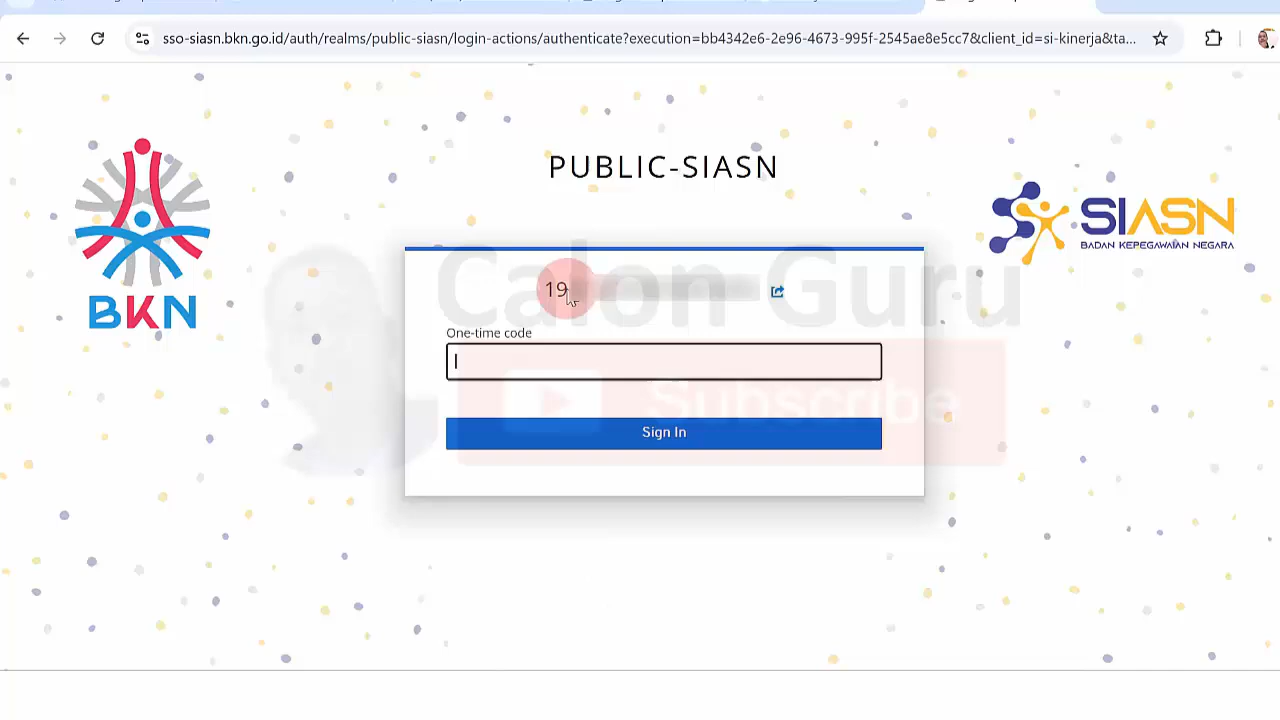 sso-siasn.bkn.go.id/auth/realms/public-siasn/login-actions/authenticate?execution=bb4342e6-2e96-4673-995f-2545ae8e5cc7&client_id=si-kinerja&ta...
PUBLIC-SIASN
BKN
SIASN
BADAN KEPEGAWAIAN NEGARA
Calon Guru
19
One-time code
Subscribe
Sign In